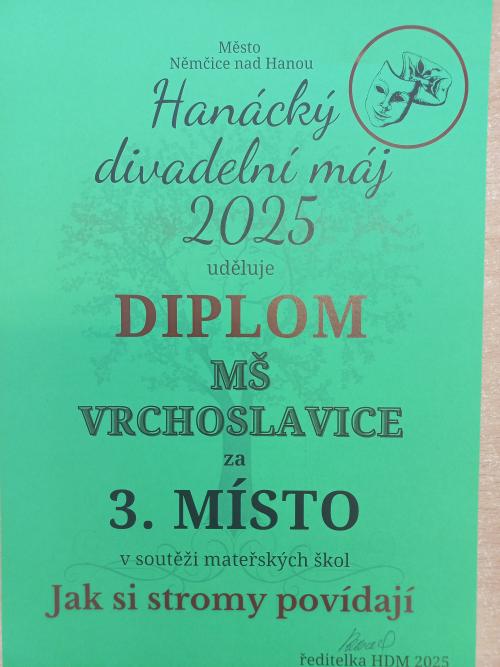 Město
Němčice nad Hanou
Hanácký
divadelní máj
2025
uděluje
DIPLOM
MŠ
VRCHOSLAVICE
za
3. MÍSTO
v soutěži mateřských škol
Jak si stromy povídají
ředitelka HDM 2025